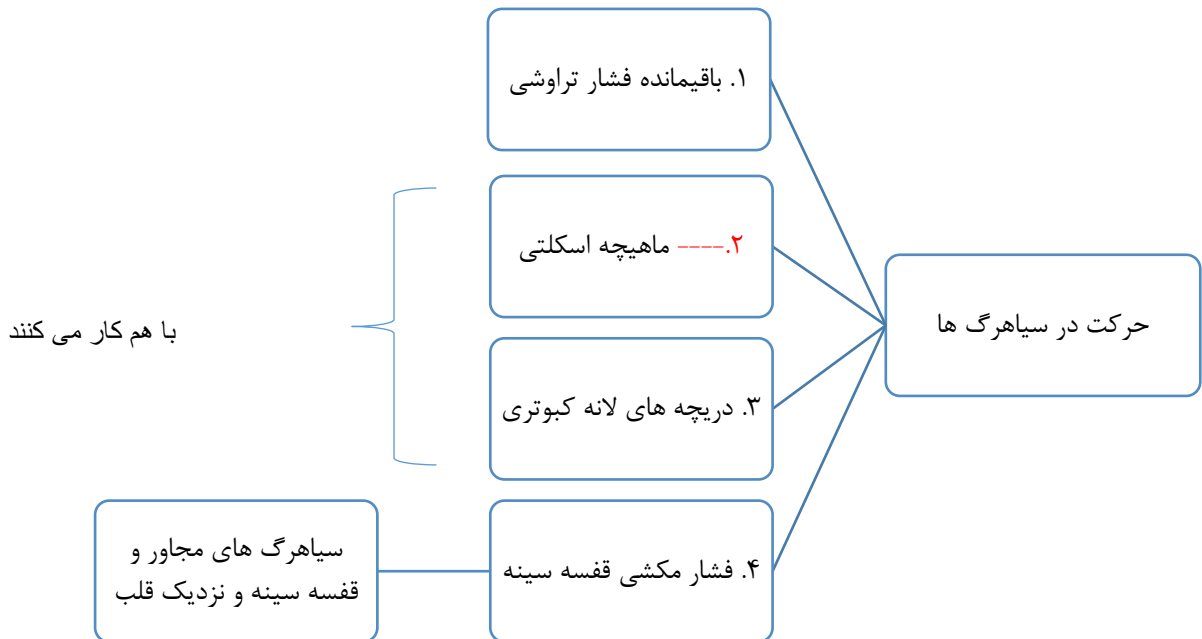 حرکت در سیاهرگ ها
۱. باقیمانده فشار تراوشی
۲.---- ماهیچه اسکلتی
۳. دریچه های لانه کبوتری
با هم کار می کنند
۴. فشار مکشی قفسه سینه
سیاهرگ های مجاور و
قفسه سینه و نزدیک قلب